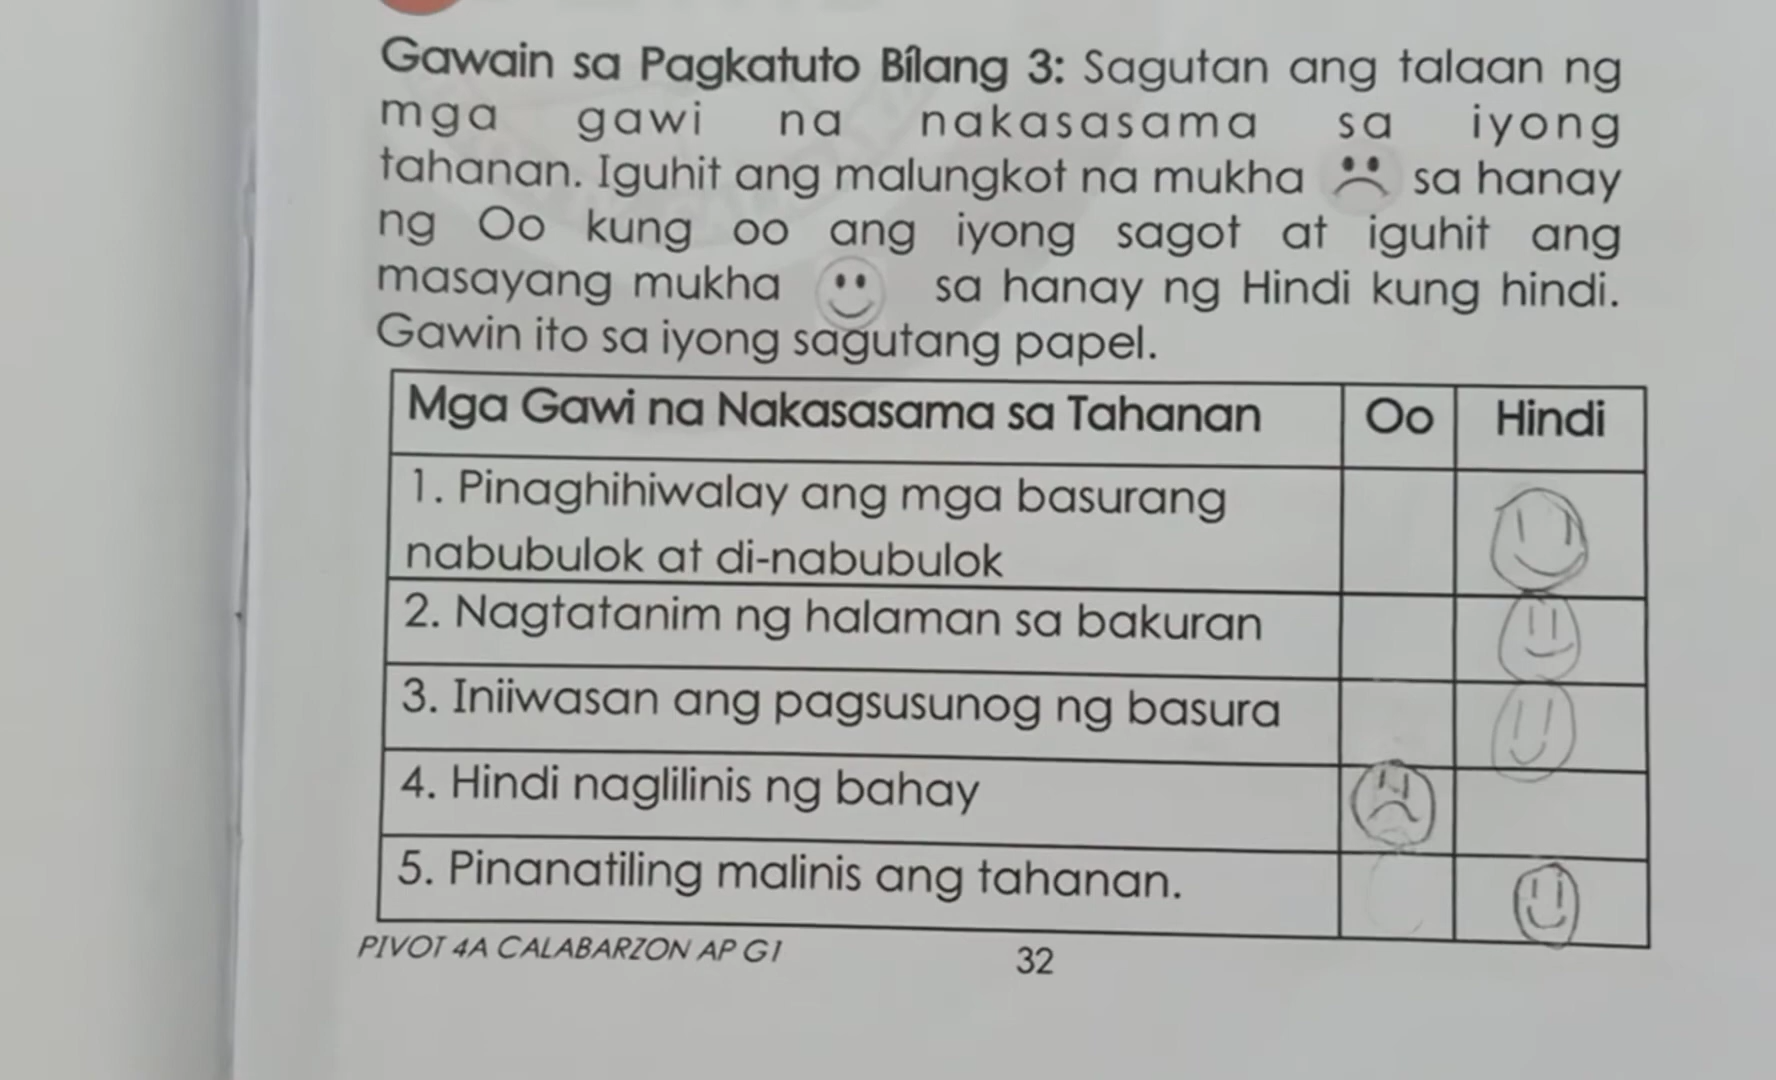 Gawain sa Pagkatuto Bilang 3: Sagutan ang talaan ng
mga gawi na nakasasama sa iyong
tahanan. Iguhit ang malungkot na mukha sa hanay
ng Oo kung oo ang iyong sagot at iguhit ang
masayang mukha sa hanay ng Hindi kung hindi.
Gawin ito sa iyong sagutang papel.
Mga Gawi na Nakasasama sa Tahanan Oo Hindi
1. Pinaghihiwalay ang mga basurang
nabubulok at di-nabubulok
2. Nagtatanim ng halaman sa bakuran
3. Iniiwasan ang pagsusunog ng basura
4. Hindi naglilinis ng bahay
5. Pinanatiling malinis ang tahanan.
PIVOT 4A CALABARZON AP G1 32